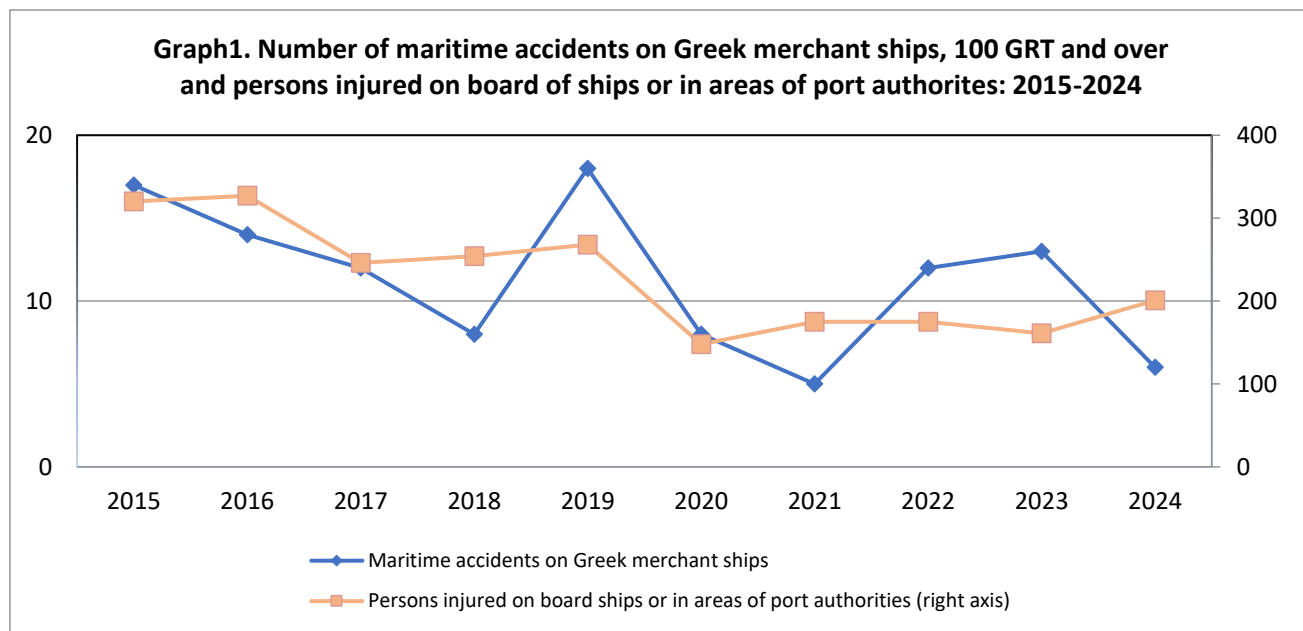 Graph1. Number of maritime accidents on Greek merchant ships, 100 GRT and over
and persons injured on board of ships or in areas of port authorites: 2015-2024
20
10
0
400
300
200
100
0
2015 2016 2017 2018 2019 2020 2021 2022 2023 2024
Maritime accidents on Greek merchant ships
Persons injured on board ships or in areas of port authorities (right axis)